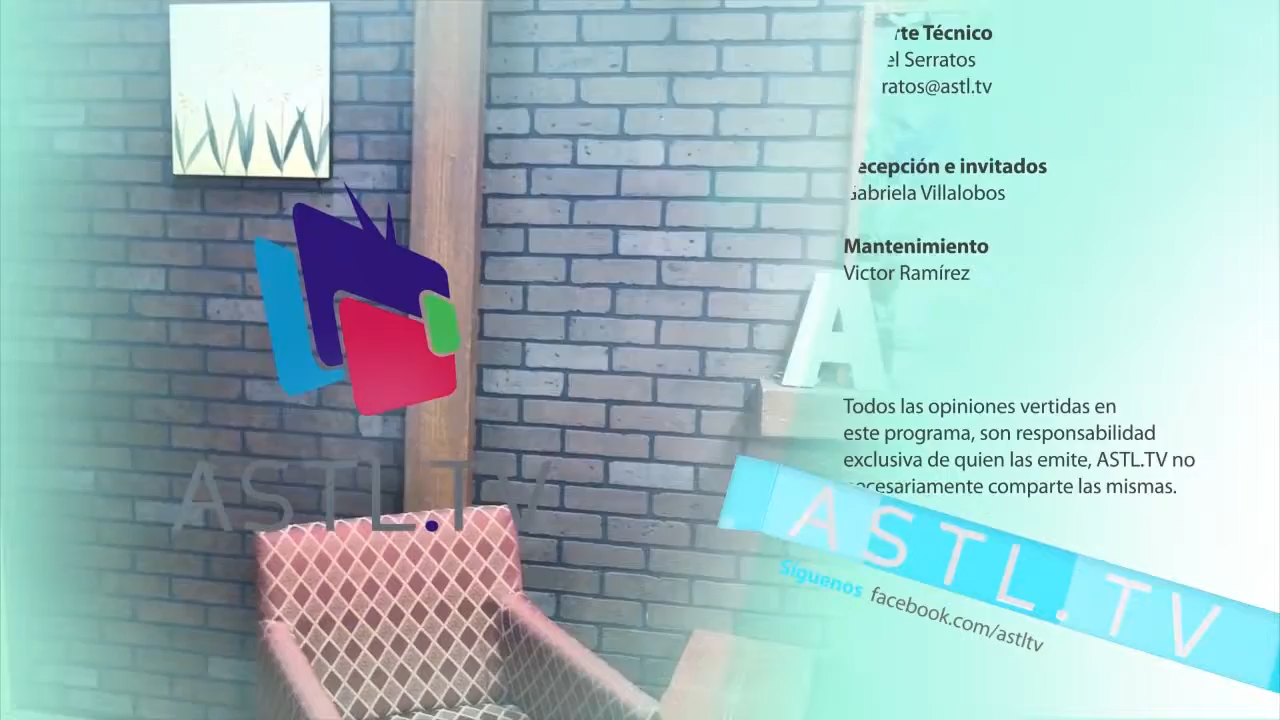 rte Técnico
el Serratos
ratos@astl.tv
ecepción e invitados
Gabriela Villalobos
Mantenimiento
Victor Ramírez
A
Todos las opiniones vertidas en
este programa, son responsabilidad
exclusiva de quien las emite, ASTL.TV no
necesariamente comparte las mismas.
ASTL.TV
ASTL.TV
Síguenos facebook.com/astltv